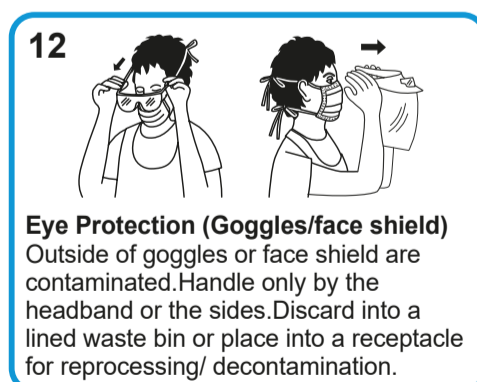 12
Eye Protection (Goggles/face shield)
Outside of goggles or face shield are
contaminated.Handle only by the
headband or the sides.Discard into a
lined waste bin or place into a receptacle
for reprocessing/ decontamination.